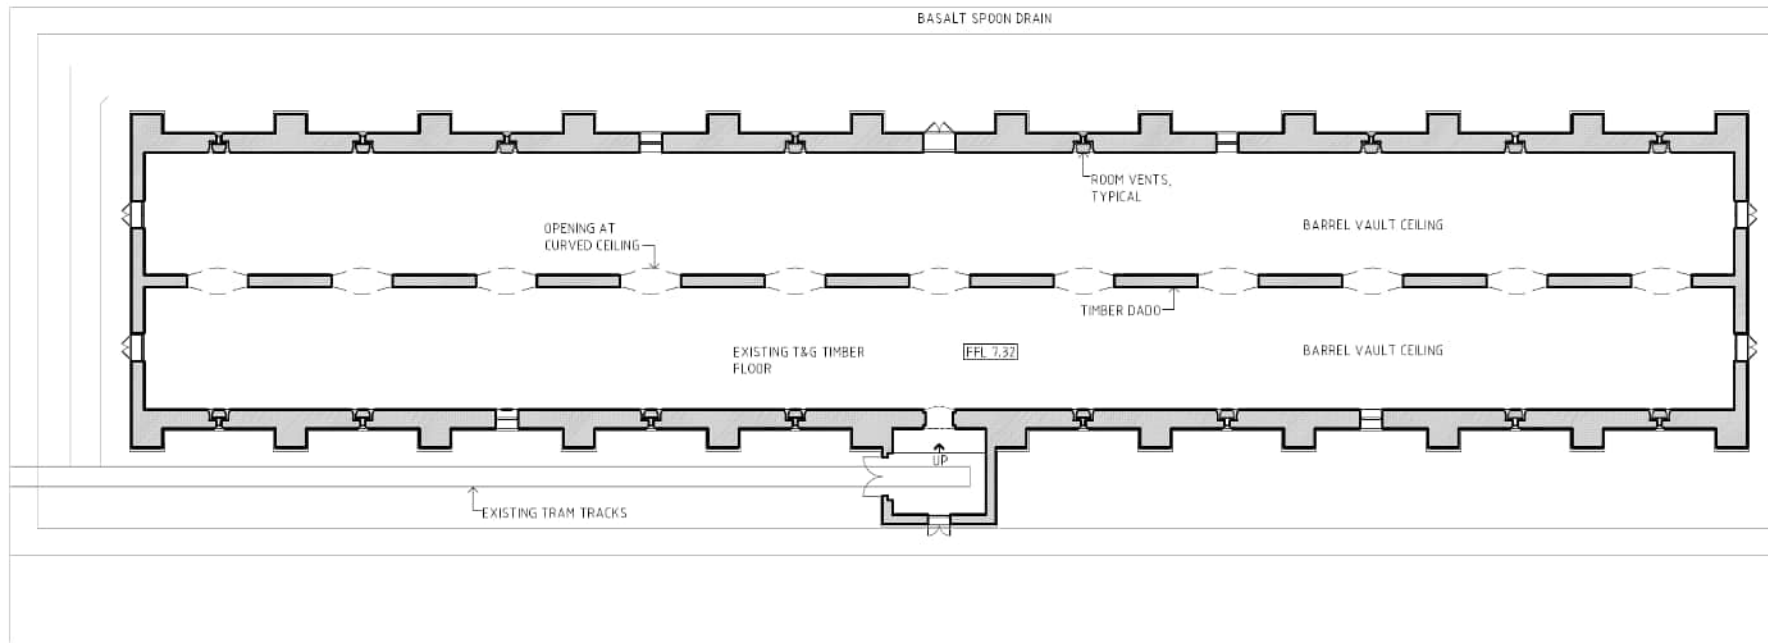 BASALT SPOON DRAIN
ROOM VENTS,
TYPICAL
OPENING AT
CURVED CEILING
BARREL VAULT CEILING
TIMBER DADO
EXISTING T&G TIMBER
FLOOR
FFL 7.32
BARREL VAULT CEILING
UP
EXISTING TRAM TRACKS